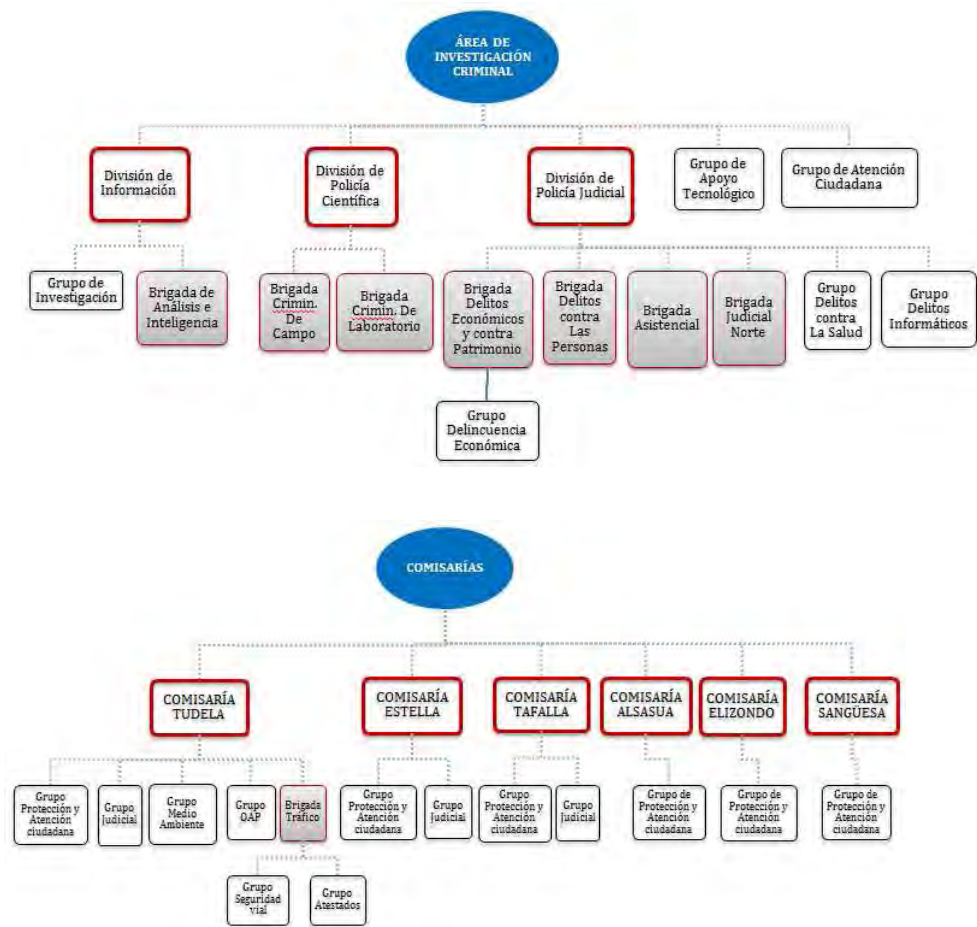 ÁREA DE
INVESTIGACIÓN
CRIMINAL
División de
Información
División de
Policía
Científica
División de
Policía Judicial
Grupo de
Apoyo
Tecnológico
Grupo de Atención
Ciudadana
Grupo de
Investigación
Brigada de
Análisis e
Inteligencia
Brigada
Crimin.
De
Campo
Brigada
Crimin. De
Laboratorio
Brigada
Delitos
Económicos
y contra
Patrimonio
Brigada
Delitos
contra
Las
Personas
Brigada
Asistencial
Brigada
Judicial
Norte
Grupo
Delitos
contra
La Salud
Grupo
Delitos
Informáticos
Grupo
Delincuencia
Económica
COMISARÍAS
COMISARÍA
TUDELA
COMISARÍA
ESTELLA
COMISARÍA
TAFALLA
COMISARÍA
ALSASUA
COMISARÍA
ELIZONDO
COMISARÍA
SANGÜESA
Grupo
Protección y
Atención
ciudadana
Grupo
Judicial
Grupo
Medio
Ambiente
Grupo
OAP
Brigada
Tráfico
Grupo
Protección y
Atención
ciudadana
Grupo
Judicial
Grupo
Protección y
Atención
ciudadana
Grupo
Judicial
Grupo de
Protección y
Atención
ciudadana
Grupo de
Protección y
Atención
ciudadana
Grupo de
Protección y
Atención
ciudadana
Grupo
Seguridad
vial
Grupo
Atestados